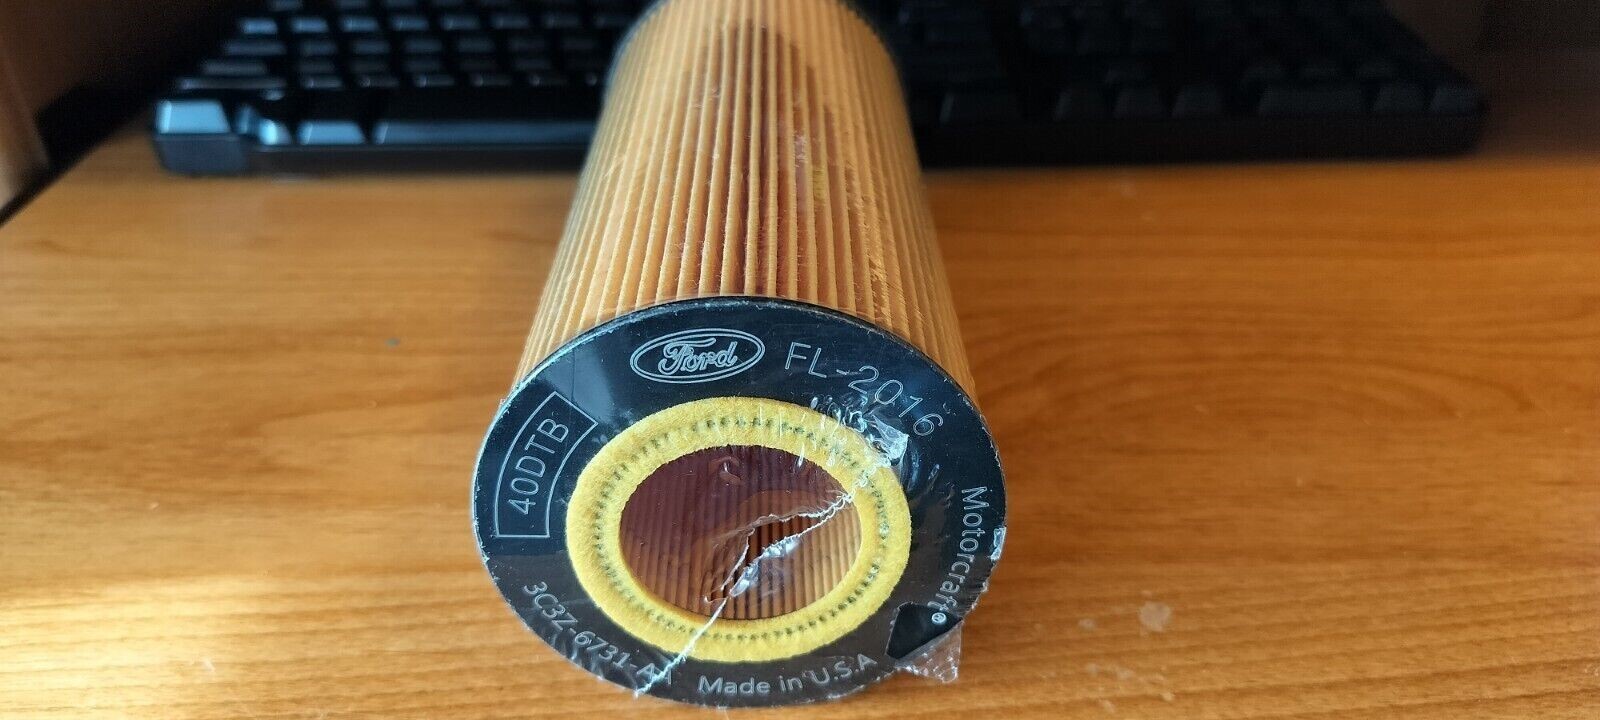 Ford
FL-2016
Motorcraft®
Made in U.S.A
3C3Z-6731-AA
40DTB